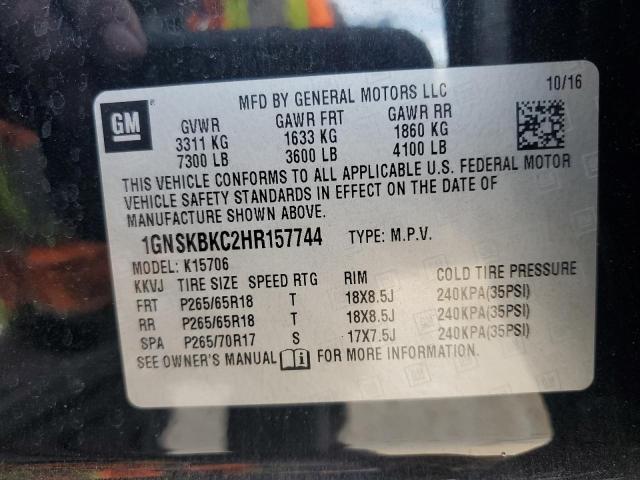 MFD BY GENERAL MOTORS LLC 10/16
GM
GVWR GAWR FRT GAWR RR
3311 KG 1633 KG 1860 KG
7300 LB 3600 LB 4100 LB
THIS VEHICLE CONFORMS TO ALL APPLICABLE U.S. FEDERAL MOTOR
VEHICLE SAFETY STANDARDS IN EFFECT ON THE DATE OF
MANUFACTURE SHOWN ABOVE.
1GNSKBKC2HR157744 TYPE: M.P.V.
MODEL: K15706
KKVJ TIRE SIZE SPEED RTG RIM COLD TIRE PRESSURE
FRT P265/65R18 T 18X8.5J 240KPA(35PSI)
RR P265/65R18 T 18X8.5J 240KPA(35PSI)
SPA P265/70R17 S 17X7.5J 240KPA(35PSI)
SEE OWNER'S MANUAL i FOR MORE INFORMATION.